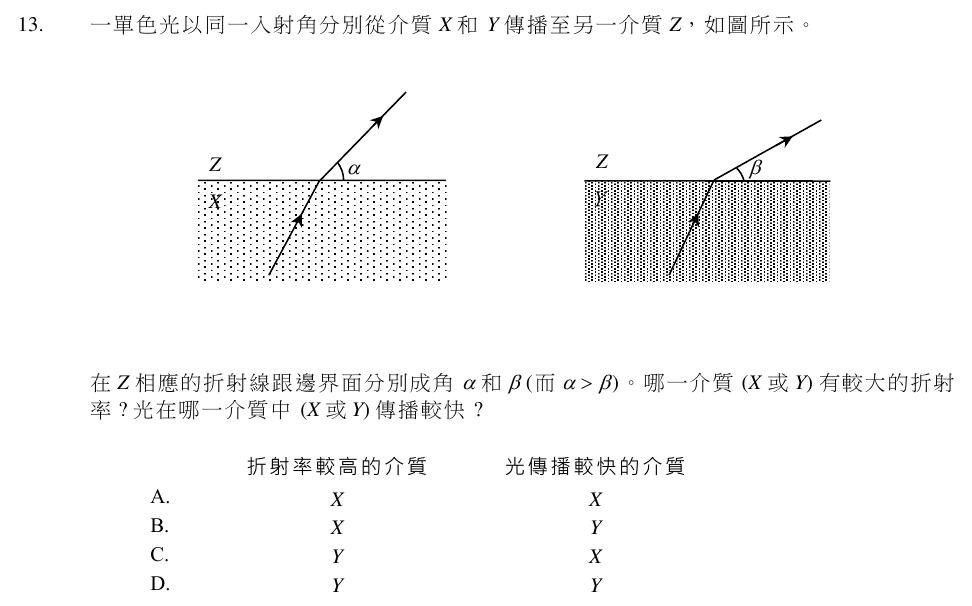 13. 一單色光以同一入射角分別從介質 X 和 Y 傳播至另一介質 Z，如圖所示。
Z α
X
Z β
Y
在 Z 相應的折射線跟邊界面分別成角 α 和 β (而 α > β)。哪一介質 (X 或 Y) 有較大的折射
率？光在哪一介質中 (X 或 Y) 傳播較快？
折射率較高的介質 光傳播較快的介質
A. X X
B. X Y
C. Y X
D. Y Y